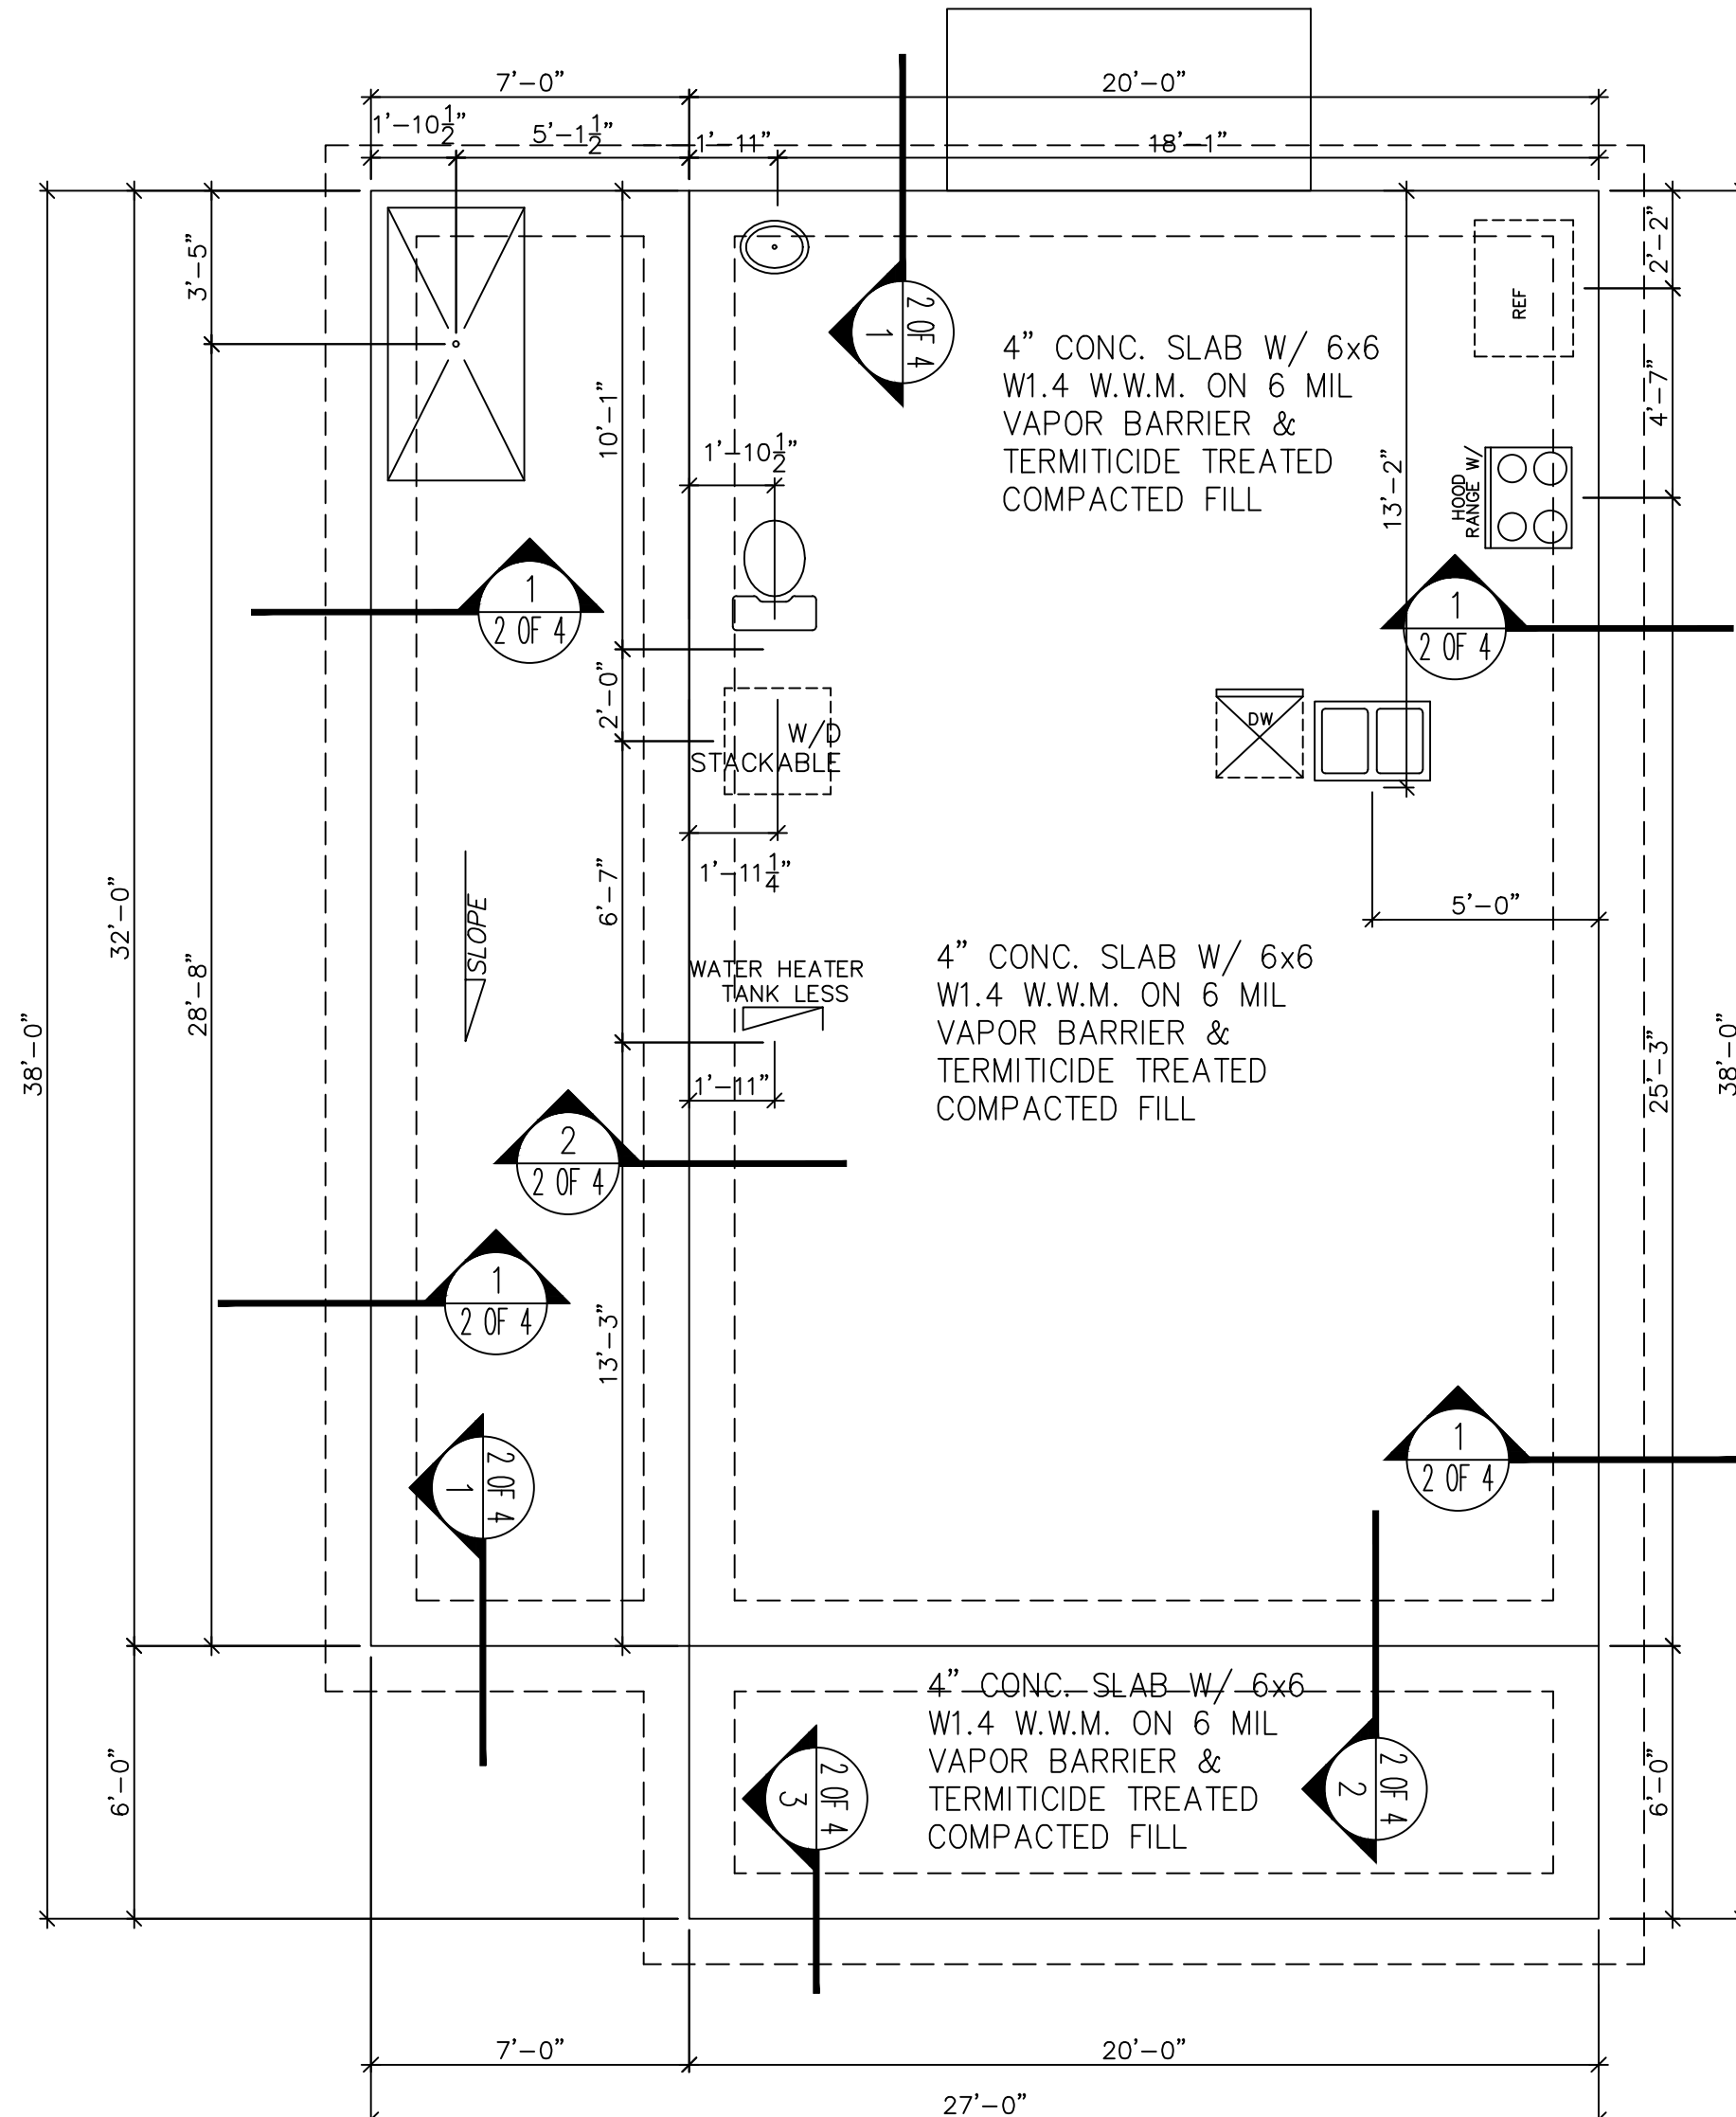 7'-0"
20'-0"
1'-10 1/2"
5'-1 1/2"
1'-11"
18'-1"
3'-5"
2'-2"
REF
2 OF 4
1
4" CONC. SLAB W/ 6x6
W1.4 W.W.M. ON 6 MIL
VAPOR BARRIER &
TERMITICIDE TREATED
COMPACTED FILL
10'-1"
4'-7"
1'-10 1/2"
13'-2"
HOOD
RANGE W/
1
2 OF 4
1
2 OF 4
2'-0"
W/D
STACKABLE
DW
1'-11 1/4"
6'-7"
5'-0"
32'-0"
28'-8"
38'-0"
SLOPE
WATER HEATER
TANK LESS
4" CONC. SLAB W/ 6x6
W1.4 W.W.M. ON 6 MIL
VAPOR BARRIER &
TERMITICIDE TREATED
COMPACTED FILL
25'-3"
38'-0"
1'-11"
2
2 OF 4
1
2 OF 4
13'-3"
1
2 OF 4
2 OF 4
1
4" CONC. SLAB W/ 6x6
W1.4 W.W.M. ON 6 MIL
VAPOR BARRIER &
TERMITICIDE TREATED
COMPACTED FILL
6'-0"
2 OF 4
3
2 OF 4
2
6'-0"
7'-0"
20'-0"
27'-0"